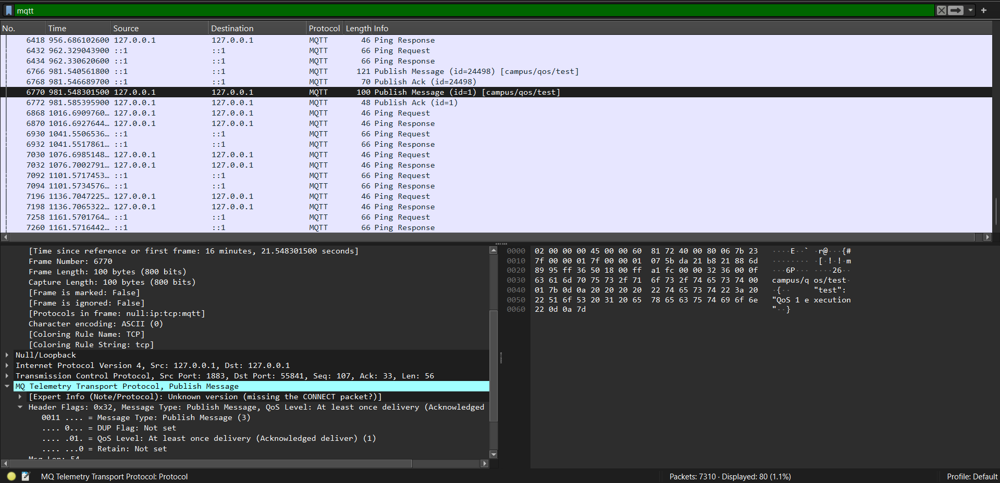 mqtt
No. Time Source Destination Protocol Length Info
6418 956.686102600 127.0.0.1 127.0.0.1 MQTT 46 Ping Response
6432 962.329043900 ::1 ::1 MQTT 66 Ping Request
6434 962.330620600 ::1 ::1 MQTT 66 Ping Response
6766 981.540561800 ::1 ::1 MQTT 121 Publish Message (id=24498) [campus/qos/test]
6768 981.546689700 ::1 ::1 MQTT 70 Publish Ack (id=24498)
6770 981.548301500 127.0.0.1 127.0.0.1 MQTT 100 Publish Message (id=1) [campus/qos/test]
6772 981.585395900 127.0.0.1 127.0.0.1 MQTT 48 Publish Ack (id=1)
6868 1016.6909760… 127.0.0.1 127.0.0.1 MQTT 46 Ping Request
6870 1016.6927644… 127.0.0.1 127.0.0.1 MQTT 46 Ping Response
6930 1041.5506536… ::1 ::1 MQTT 66 Ping Request
6932 1041.5517861… ::1 ::1 MQTT 66 Ping Response
7030 1076.6985148… 127.0.0.1 127.0.0.1 MQTT 46 Ping Request
7032 1076.7002791… 127.0.0.1 127.0.0.1 MQTT 46 Ping Response
7092 1101.5717453… ::1 ::1 MQTT 66 Ping Request
7094 1101.5734576… ::1 ::1 MQTT 66 Ping Response
7196 1136.7047225… 127.0.0.1 127.0.0.1 MQTT 46 Ping Request
7198 1136.7065322… 127.0.0.1 127.0.0.1 MQTT 46 Ping Response
7258 1161.5701764… ::1 ::1 MQTT 66 Ping Request
7260 1161.5716442… ::1 ::1 MQTT 66 Ping Response
[Time since reference or first frame: 16 minutes, 21.548301500 seconds]
Frame Number: 6770
Frame Length: 100 bytes (800 bits)
Capture Length: 100 bytes (800 bits)
[Frame is marked: False]
[Frame is ignored: False]
[Protocols in frame: null:ip:tcp:mqtt]
Character encoding: ASCII (0)
[Coloring Rule Name: TCP]
[Coloring Rule String: tcp]
Null/Loopback
Internet Protocol Version 4, Src: 127.0.0.1, Dst: 127.0.0.1
Transmission Control Protocol, Src Port: 1883, Dst Port: 55841, Seq: 107, Ack: 33, Len: 56
MQ Telemetry Transport Protocol, Publish Message
[Expert Info (Note/Protocol): Unknown version (missing the CONNECT packet?)]
Header Flags: 0x32, Message Type: Publish Message, QoS Level: At least once delivery (Acknowledged
0011 .... = Message Type: Publish Message (3)
.... 0... = DUP Flag: Not set
.... .01. = QoS Level: At least once delivery (Acknowledged deliver) (1)
.... ...0 = Retain: Not set
Msg Len: 54
0000 02 00 00 00 45 00 00 60 81 72 40 00 80 06 7b 23 ····E··` ·r@···{#
0010 7f 00 00 01 7f 00 00 01 07 5b da 21 b8 21 88 6d ········ ·[·!·!·m
0020 89 95 ff 36 50 18 00 ff a1 fc 00 00 32 36 00 0f ···6P··· ····26··
0030 63 61 6d 70 75 73 2f 71 6f 73 2f 74 65 73 74 00 campus/q os/test·
0040 01 7b 0d 0a 20 20 20 20 22 74 65 73 74 22 3a 20 ·{·· "test":
0050 22 51 6f 53 20 31 20 65 78 65 63 75 74 69 6f 6e "QoS 1 e xecution
0060 22 0d 0a 7d "··}
MQ Telemetry Transport Protocol: Protocol
Packets: 7310 · Displayed: 80 (1.1%)
Profile: Default